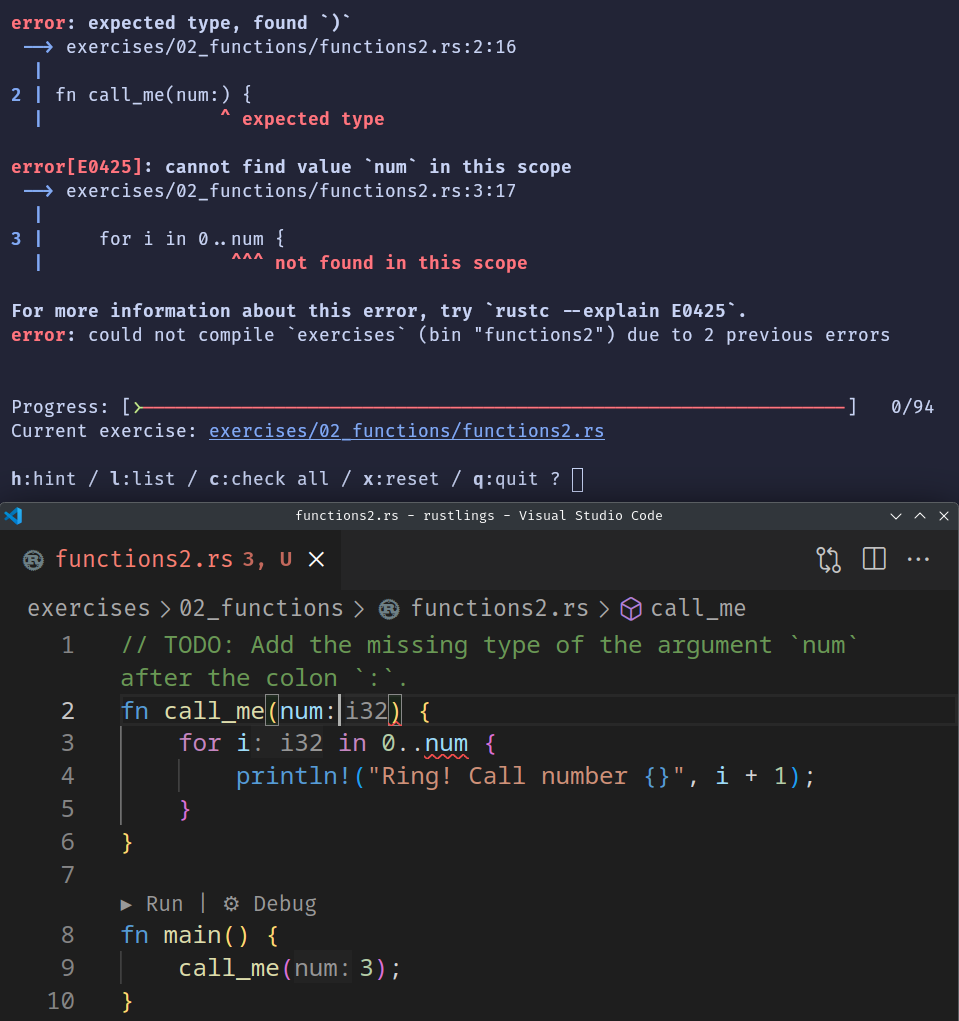 error: expected type, found `)`
--> exercises/02_functions/functions2.rs:2:16
|
2 | fn call_me(num:) {
| ^ expected type
error[E0425]: cannot find value `num` in this scope
--> exercises/02_functions/functions2.rs:3:17
|
3 | for i in 0..num {
| ^^^ not found in this scope
For more information about this error, try `rustc --explain E0425`.
error: could not compile `exercises` (bin "functions2") due to 2 previous errors
Progress: [>-----------------------------------------------------------------] 0/94
Current exercise: exercises/02_functions/functions2.rs
h:hint / l:list / c:check all / x:reset / q:quit ?
functions2.rs - rustlings - Visual Studio Code
functions2.rs 3, U
exercises > 02_functions > functions2.rs > call_me
1 // TODO: Add the missing type of the argument `num`
after the colon `:`.
2 fn call_me(num:i32) {
3 for i: i32 in 0..num {
4 println!("Ring! Call number {}", i + 1);
5 }
6 }
7
▶ Run | ⚙ Debug
8 fn main() {
9 call_me(num: 3);
10 }